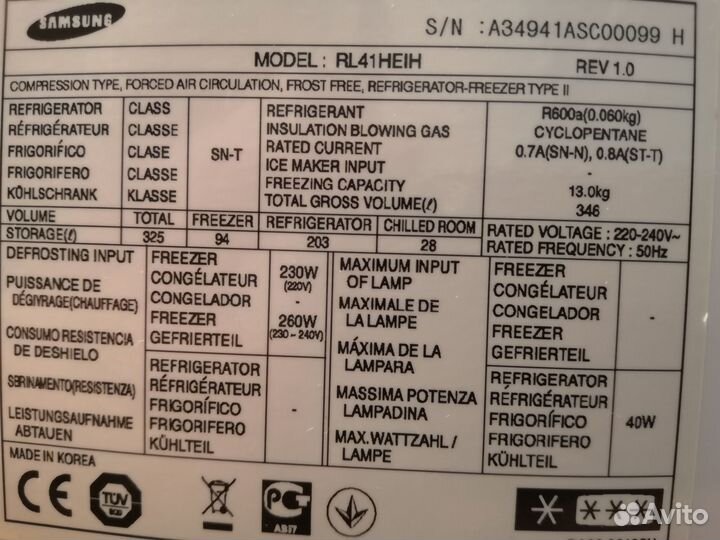 SAMSUNG
S/N :A34941ASC00099 H
MODEL : RL41HEIH REV 1.0
COMPRESSION TYPE, FORCED AIR CIRCULATION, FROST FREE, REFRIGERATOR-FREEZER TYPE II
REFRIGERATOR CLASS
RÉFRIGÉRATEUR CLASSE
FRIGORIFICO CLASE
FRIGORIFERO CLASSE
KÜHLSCHRANK KLASSE
SN-T
REFRIGERANT R600a(0.060kg)
INSULATION BLOWING GAS CYCLOPENTANE
RATED CURRENT 0.7A(SN-N), 0.8A(ST-T)
ICE MAKER INPUT -
FREEZING CAPACITY 13.0kg
TOTAL GROSS VOLUME(ℓ) 346
VOLUME TOTAL FREEZER REFRIGERATOR CHILLED ROOM
STORAGE(ℓ) 325 94 203 28
RATED VOLTAGE : 220-240V~
RATED FREQUENCY : 50Hz
DEFROSTING INPUT
PUISSANCE DE
DÉGIVRAGE(CHAUFFAGE)
CONSUMO RESISTENCIA
DE DESHIELO
SBRINAMENTO(RESISTENZA)
LEISTUNGSAUFNAHME
ABTAUEN
FREEZER
CONGÉLATEUR
CONGELADOR
FREEZER
GEFRIERTEIL
230W
(220V)
-
260W
(230~240V)
REFRIGERATOR
RÉFRIGÉRATEUR
FRIGORÍFICO
FRIGORIFERO
KÜHLTEIL
-
MAXIMUM INPUT
OF LAMP
MAXIMALE DE
LA LAMPE
MÁXIMA DE LA
LAMPARA
MASSIMA POTENZA
LAMPADINA
MAX.WATTZAHL /
LAMPE
FREEZER
CONGÉLATEUR
CONGELADOR
FREEZER
GEFRIERTEIL
-
REFRIGERATOR
RÉFRIGÉRATEUR
FRIGORÍFICO
FRIGORIFERO
KÜHLTEIL
40W
MADE IN KOREA
CE
TÜV
PG
АВ57
Avito